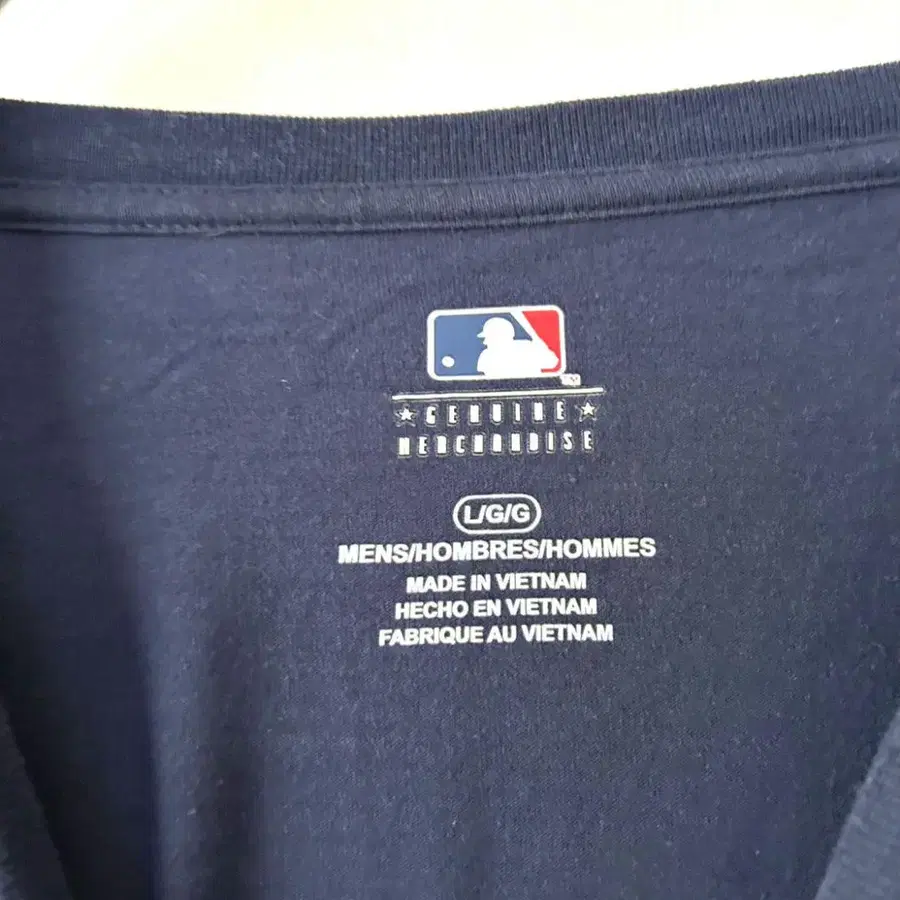 GENUINE
MERCHANDISE
L/G/G
MENS/HOMBRES/HOMMES
MADE IN VIETNAM
HECHO EN VIETNAM
FABRIQUE AU VIETNAM